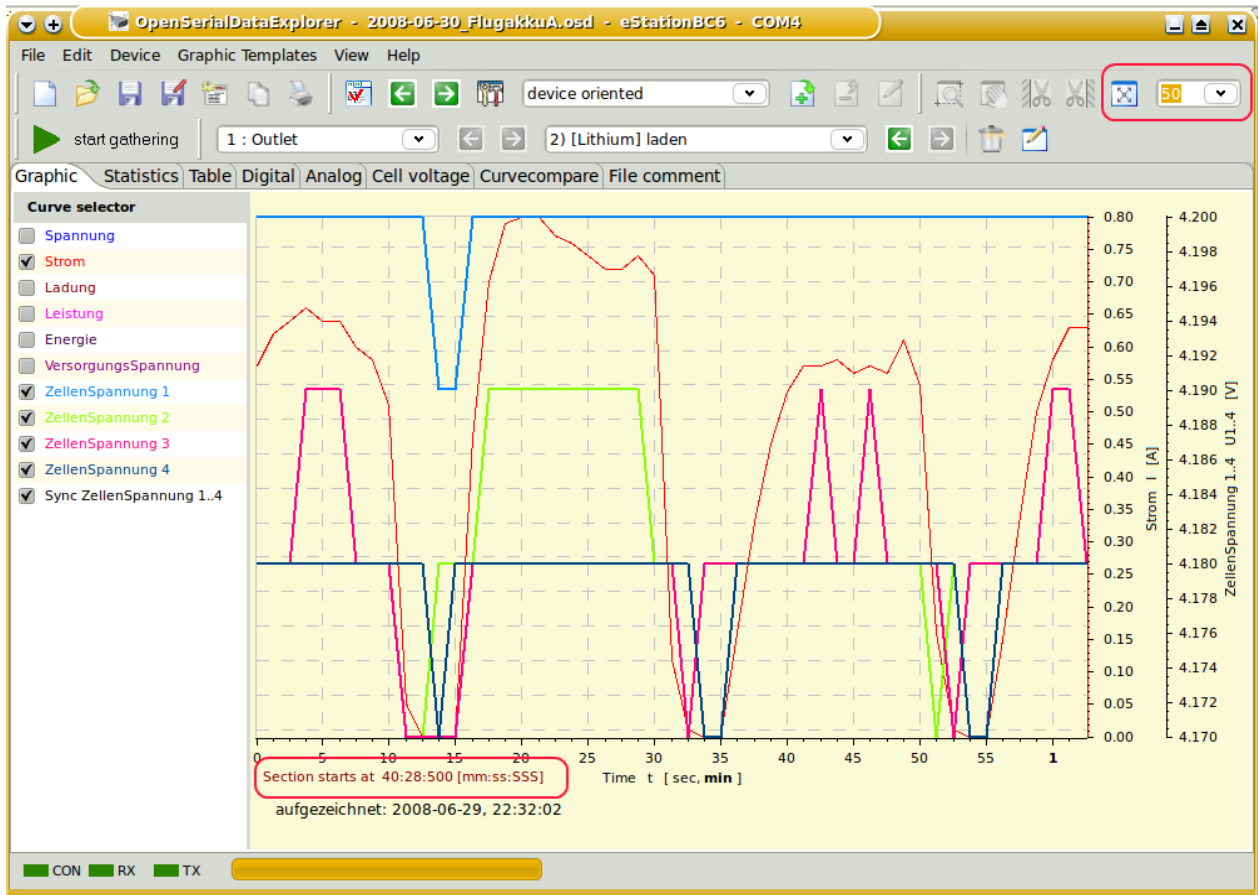 OpenSerialDataExplorer - 2008-06-30_FlugakkuA.osd - eStationBC6 - COM4
File Edit Device Graphic Templates View Help
device oriented
50
start gathering 1 : Outlet 2) [Lithium] laden
Graphic Statistics Table Digital Analog Cell voltage Curvecompare File comment
Curve selector
Spannung
Strom
Ladung
Leistung
Energie
VersorgungsSpannung
ZellenSpannung 1
ZellenSpannung 2
ZellenSpannung 3
ZellenSpannung 4
Sync ZellenSpannung 1..4
0.80
0.75
0.70
0.65
0.60
0.55
0.50
0.45
0.40
0.35
0.30
0.25
0.20
0.15
0.10
0.05
0.00
Strom I [A]
4.200
4.198
4.196
4.194
4.192
4.190
4.188
4.186
4.184
4.182
4.180
4.178
4.176
4.174
4.172
4.170
ZellenSpannung 1..4 U1..4 [V]
0 5 10 15 20 25 30 35 40 45 50 55 1
Section starts at 40:28:500 [mm:ss:SSS]
Time t [ sec, min ]
aufgezeichnet: 2008-06-29, 22:32:02
CON RX TX